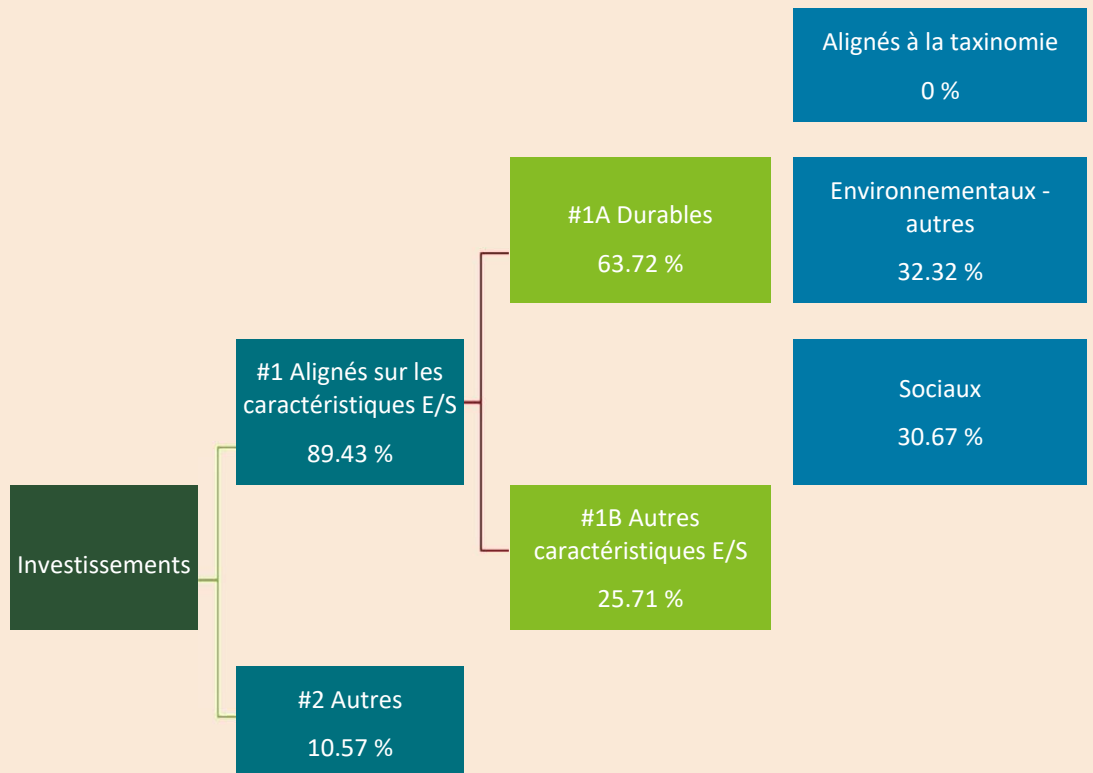 Alignés à la taxinomie
0 %
#1A Durables
63.72 %
Environnementaux -
autres
32.32 %
#1 Alignés sur les
caractéristiques E/S
89.43 %
Sociaux
30.67 %
Investissements
#1B Autres
caractéristiques E/S
25.71 %
#2 Autres
10.57 %